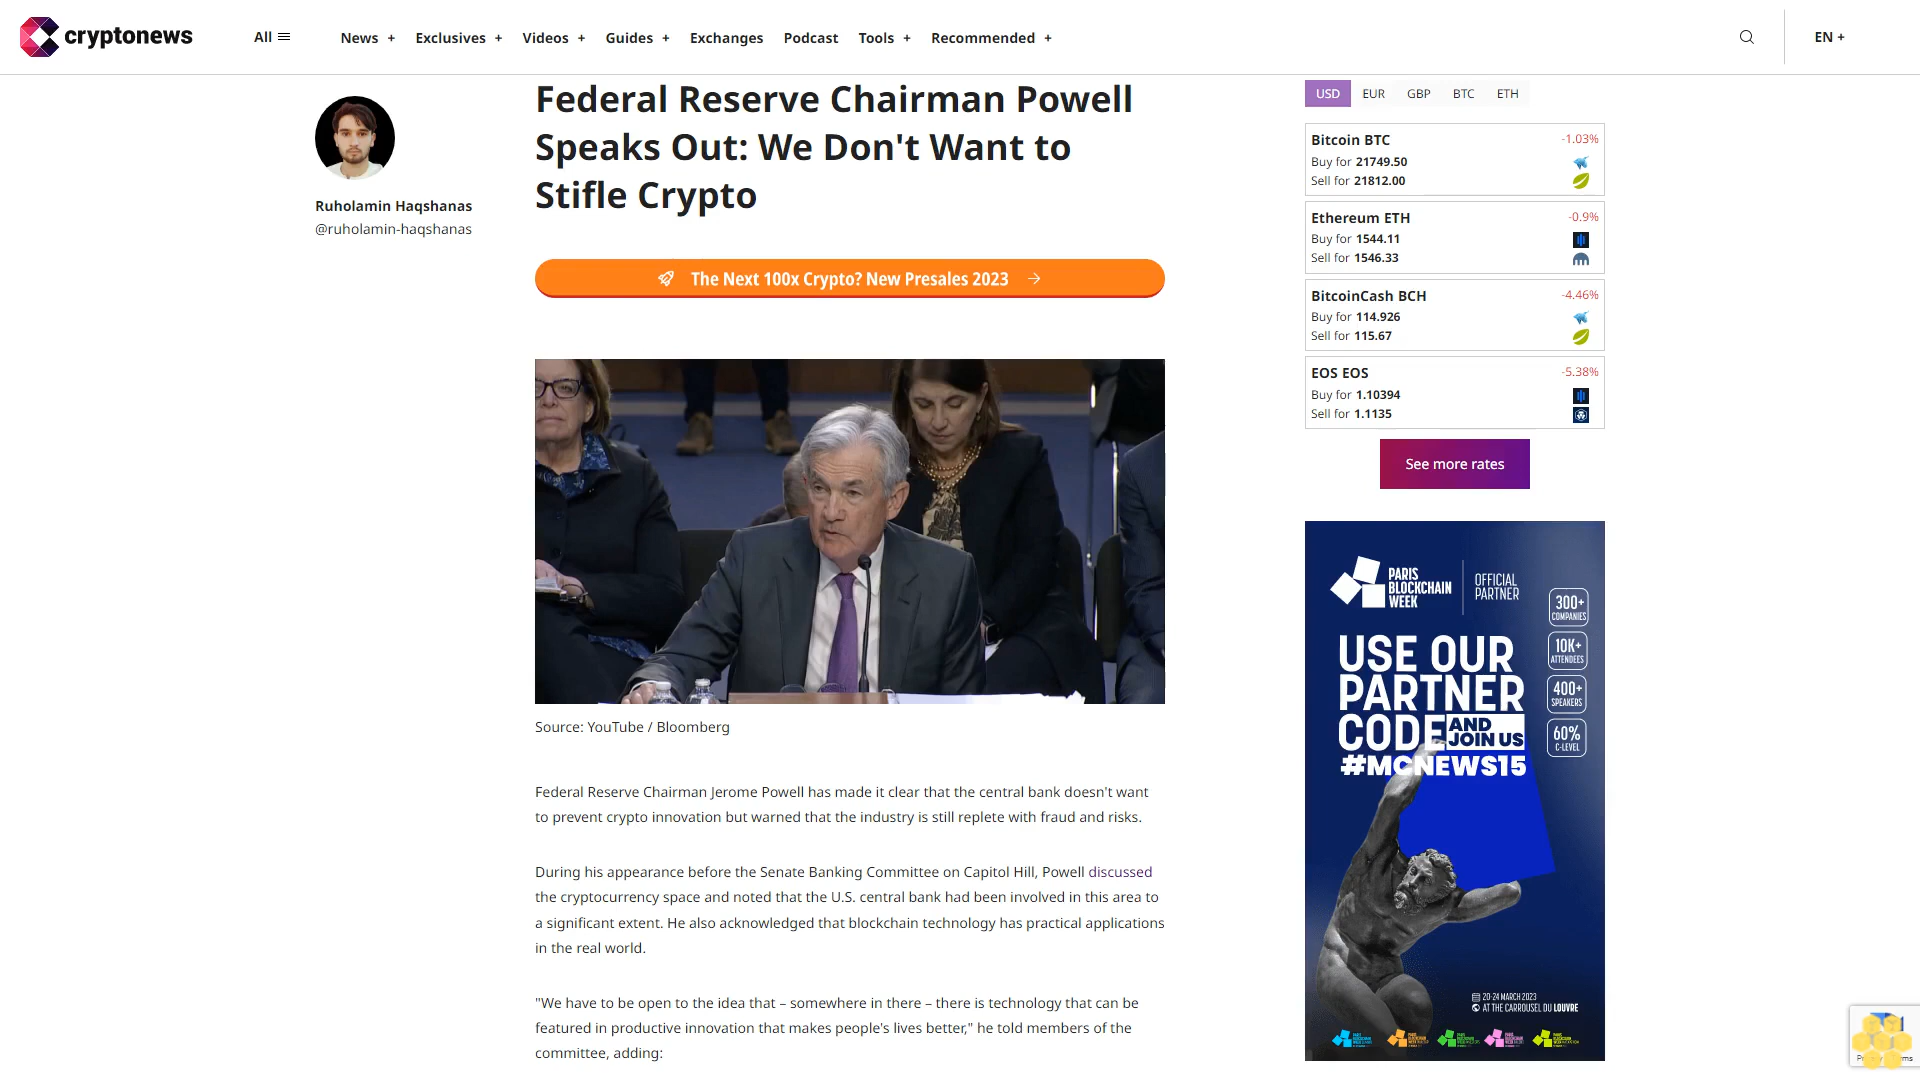 cryptonews
All
News +
Exclusives +
Videos +
Guides +
Exchanges
Podcast
Tools +
Recommended +
EN +
Ruholamin Haqshanas
@ruholamin-haqshanas
Federal Reserve Chairman Powell
Speaks Out: We Don't Want to
Stifle Crypto
The Next 100x Crypto? New Presales 2023
Source: YouTube / Bloomberg
Federal Reserve Chairman Jerome Powell has made it clear that the central bank doesn't want
to prevent crypto innovation but warned that the industry is still replete with fraud and risks.
During his appearance before the Senate Banking Committee on Capitol Hill, Powell discussed
the cryptocurrency space and noted that the U.S. central bank had been involved in this area to
a significant extent. He also acknowledged that blockchain technology has practical applications
in the real world.
"We have to be open to the idea that – somewhere in there – there is technology that can be
featured in productive innovation that makes people's lives better," he told members of the
committee, adding:
USD EUR GBP BTC ETH
Bitcoin BTC -1.03%
Buy for 21749.50
Sell for 21812.00
Ethereum ETH -0.9%
Buy for 1544.11
Sell for 1546.33
BitcoinCash BCH -4.46%
Buy for 114.926
Sell for 115.67
EOS EOS -5.38%
Buy for 1.10394
Sell for 1.1135
See more rates
PARIS
BLOCKCHAIN
WEEK
OFFICIAL
PARTNER
300+
COMPANIES
10K+
ATTENDEES
400+
SPEAKERS
60%
C-LEVEL
USE OUR
PARTNER
CODE AND
JOIN US
#MCNEWS15
20-24 MARCH 2023
AT THE CARROUSEL DU LOUVRE